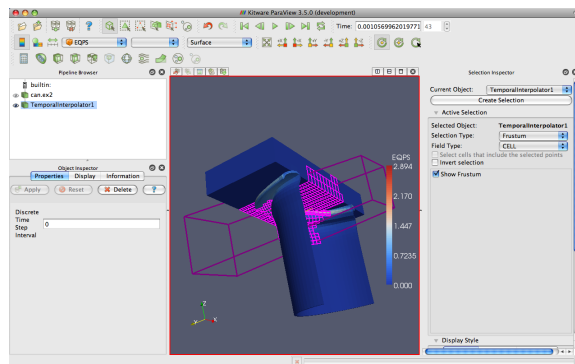 Kitware ParaView 3.5.0 (development)
Time: 0.0010569962019771 43
EQPS
Surface
Pipeline Browser
builtin:
can.ex2
TemporalInterpolator1
Object Inspector
Properties Display Information
Apply Reset Delete ?
Discrete
Time
Step
Interval
0
EQPS
2.894
2.170
1.447
0.7235
0.000
Z
Y
X
Selection Inspector
Current Object: TemporalInterpolator1
Create Selection
Active Selection
Selected Object: TemporalInterpolator1
Selection Type: Frustum
Field Type: CELL
Select cells that include the selected points
Invert selection
Show Frustum
Display Style